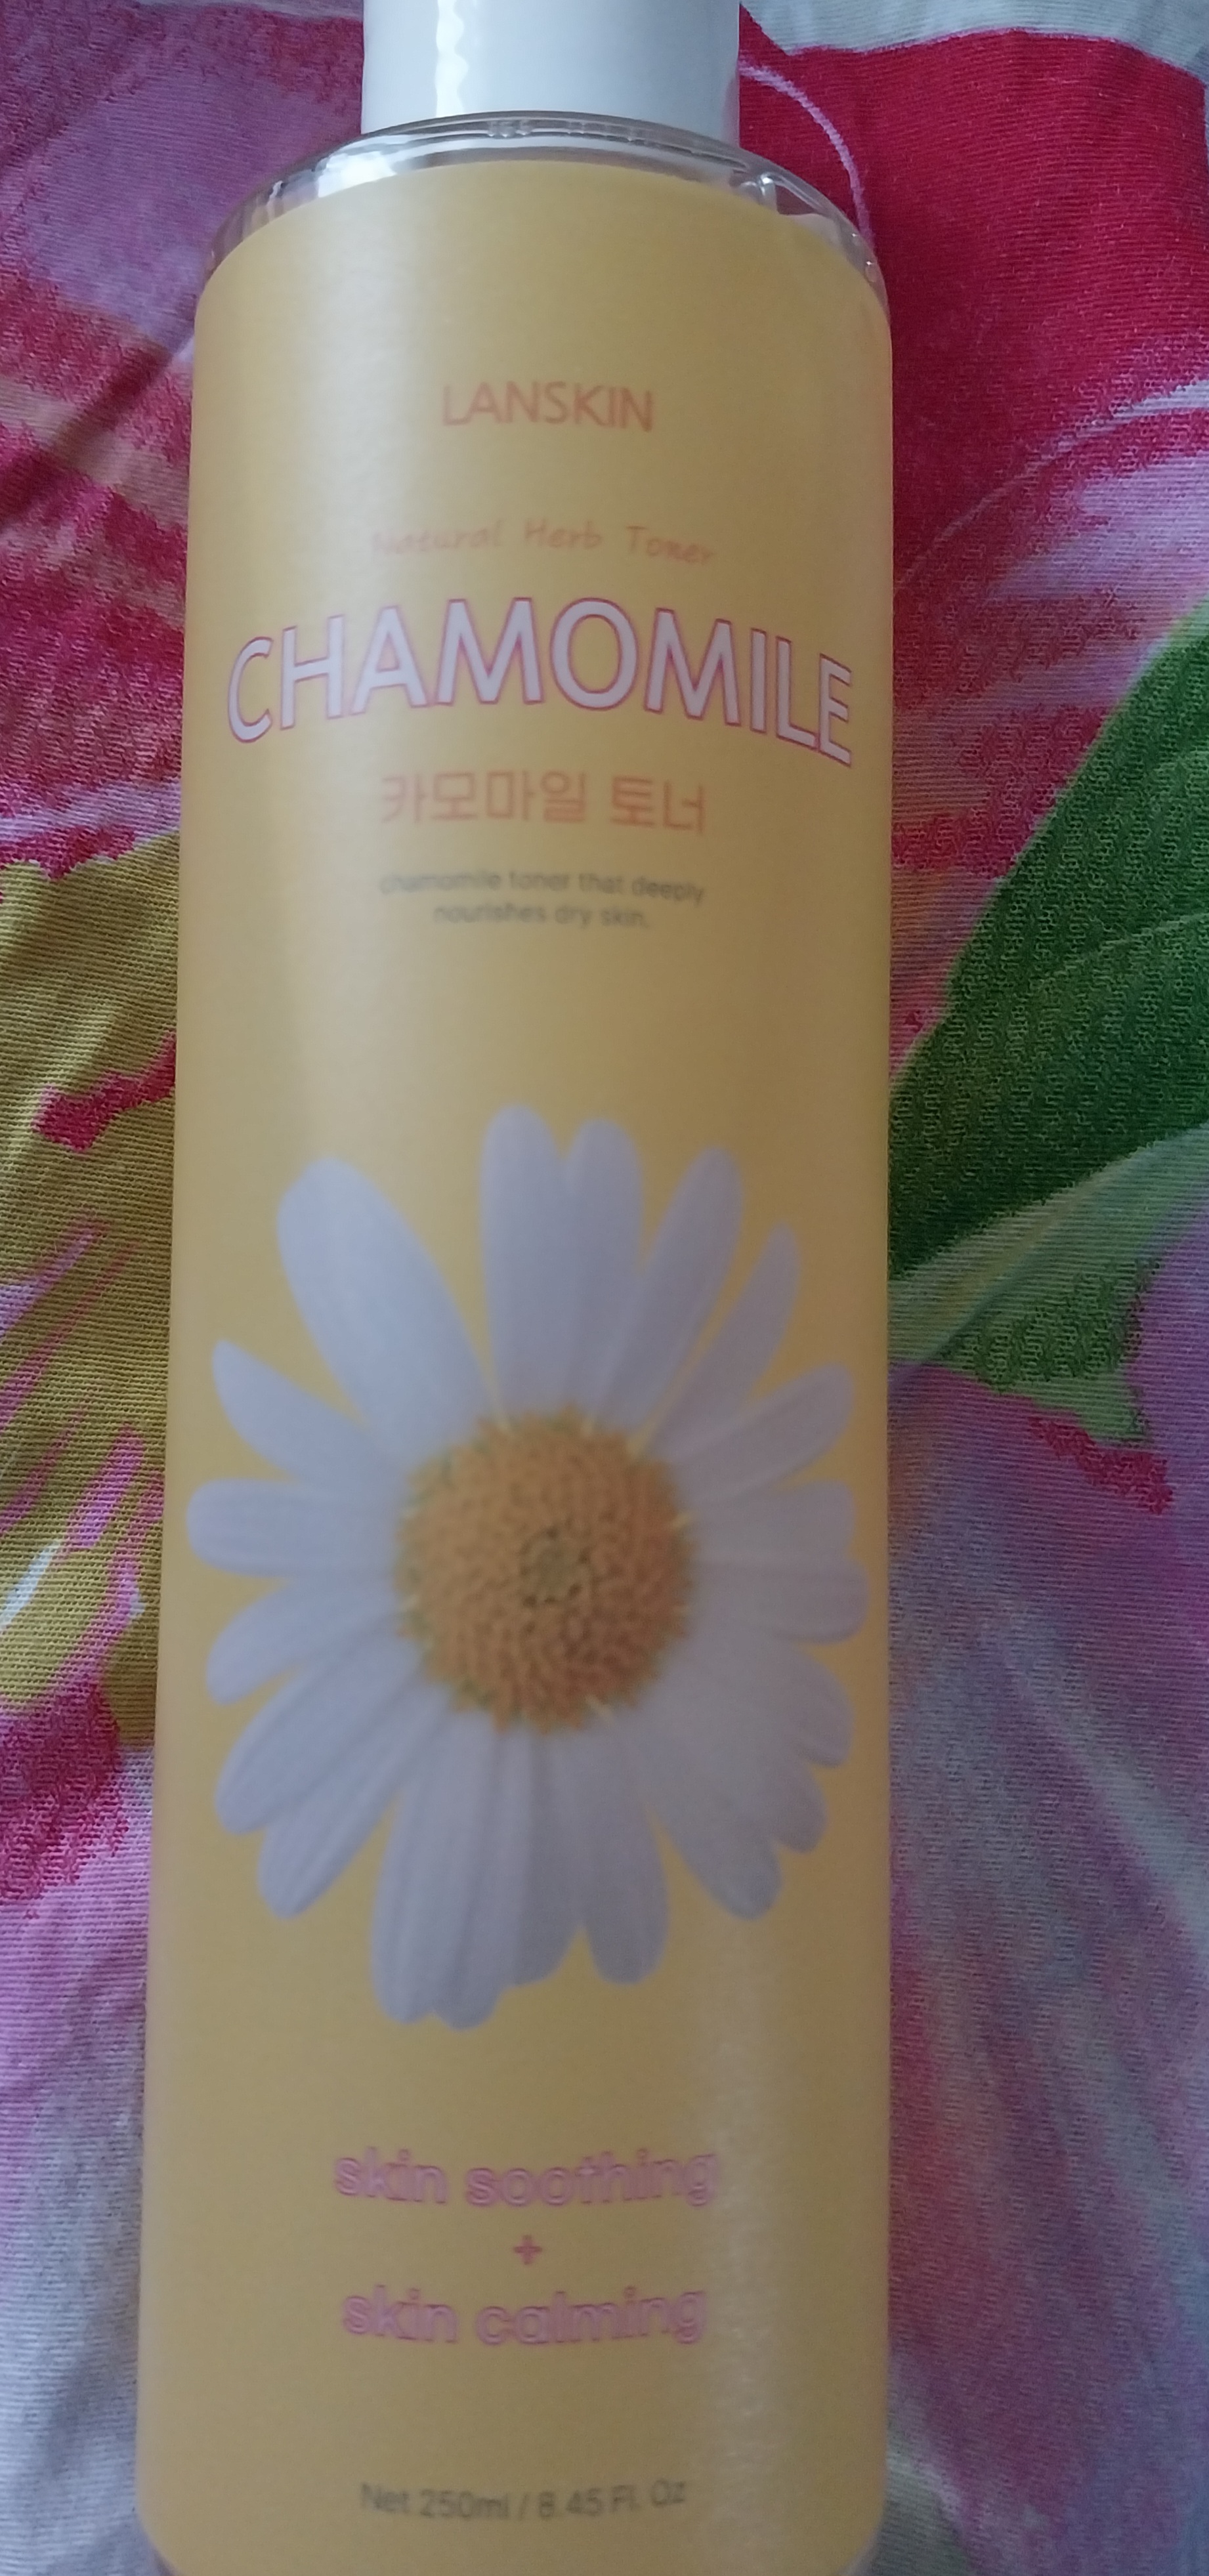 LANSKIN
Natural Herb Toner
CHAMOMILE
카모마일 토너
chamomile toner that deeply
nourishes dry skin.
skin soothing
+
skin calming
Net 250ml / 8.45 Fl. Oz